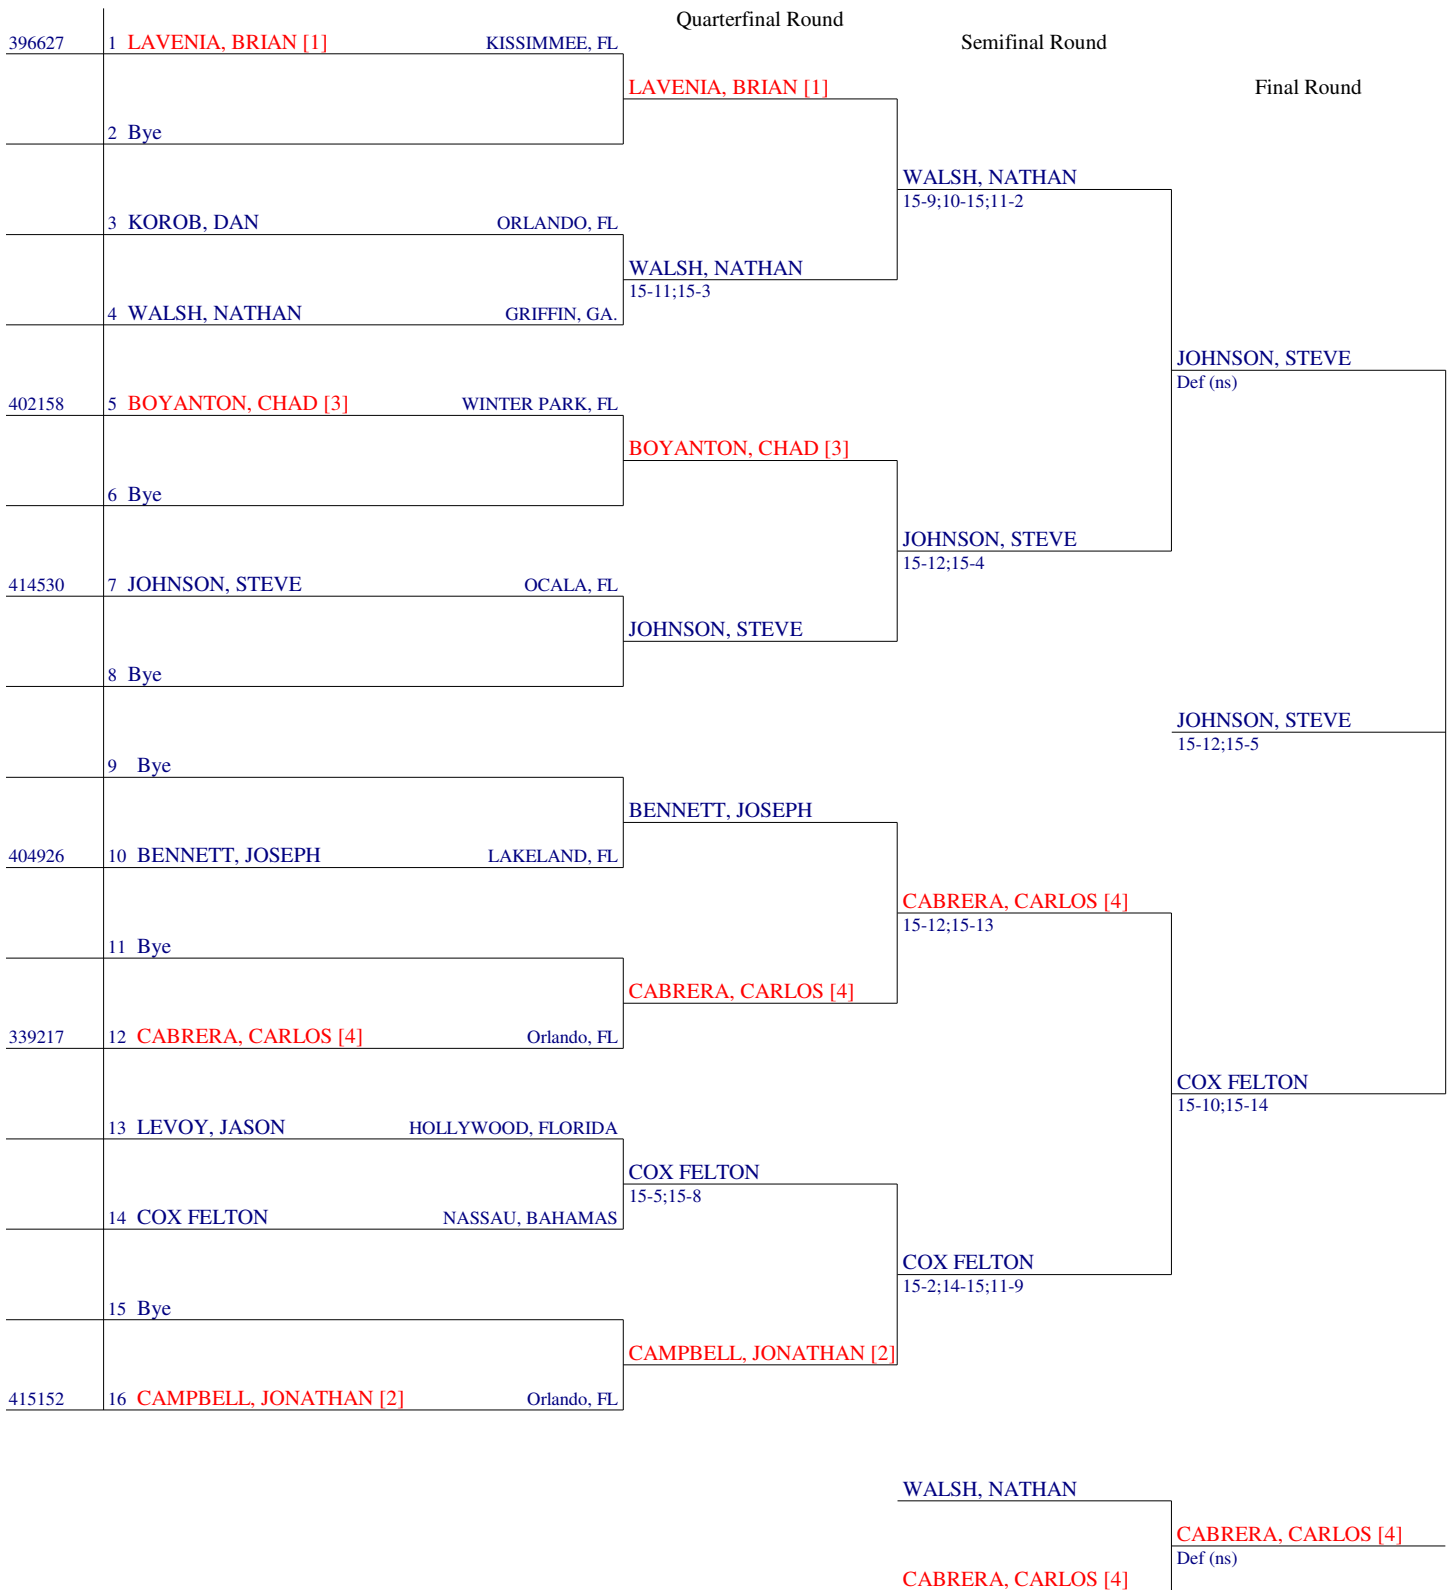 Quarterfinal Round
396627 1 LAVENIA, BRIAN [1] KISSIMMEE, FL
Semifinal Round
LAVENIA, BRIAN [1]
Final Round
2 Bye
WALSH, NATHAN
15-9;10-15;11-2
3 KOROB, DAN ORLANDO, FL
WALSH, NATHAN
15-11;15-3
4 WALSH, NATHAN GRIFFIN, GA.
JOHNSON, STEVE
Def (ns)
402158 5 BOYANTON, CHAD [3] WINTER PARK, FL
BOYANTON, CHAD [3]
6 Bye
JOHNSON, STEVE
15-12;15-4
414530 7 JOHNSON, STEVE OCALA, FL
JOHNSON, STEVE
8 Bye
JOHNSON, STEVE
15-12;15-5
9 Bye
BENNETT, JOSEPH
404926 10 BENNETT, JOSEPH LAKELAND, FL
CABRERA, CARLOS [4]
15-12;15-13
11 Bye
CABRERA, CARLOS [4]
339217 12 CABRERA, CARLOS [4] Orlando, FL
COX FELTON
15-10;15-14
13 LEVOY, JASON HOLLYWOOD, FLORIDA
COX FELTON
15-5;15-8
14 COX FELTON NASSAU, BAHAMAS
COX FELTON
15-2;14-15;11-9
15 Bye
CAMPBELL, JONATHAN [2]
415152 16 CAMPBELL, JONATHAN [2] Orlando, FL
WALSH, NATHAN
CABRERA, CARLOS [4]
Def (ns)
CABRERA, CARLOS [4]